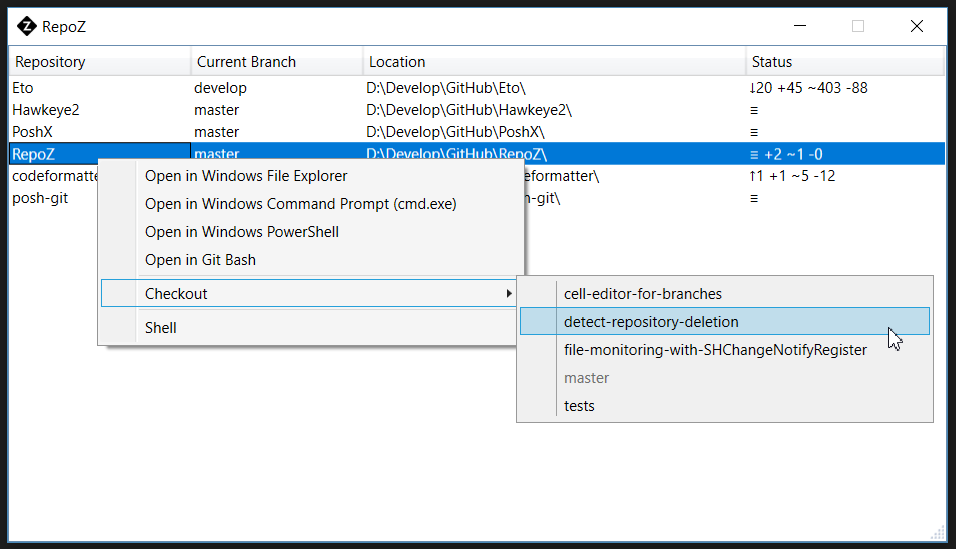 Z RepoZ
Repository Current Branch Location Status
Eto develop D:\Develop\GitHub\Eto\ ↓20 +45 ~403 -88
Hawkeye2 master D:\Develop\GitHub\Hawkeye2\ ≡
PoshX master D:\Develop\GitHub\PoshX\ ≡
RepoZ master D:\Develop\GitHub\RepoZ\ ≡ +2 ~1 -0
codeformatte eformatter\ ↑1 +1 ~5 -12
posh-git -git\ ≡
Open in Windows File Explorer
Open in Windows Command Prompt (cmd.exe)
Open in Windows PowerShell
Open in Git Bash
Checkout
Shell
cell-editor-for-branches
detect-repository-deletion
file-monitoring-with-SHChangeNotifyRegister
master
tests